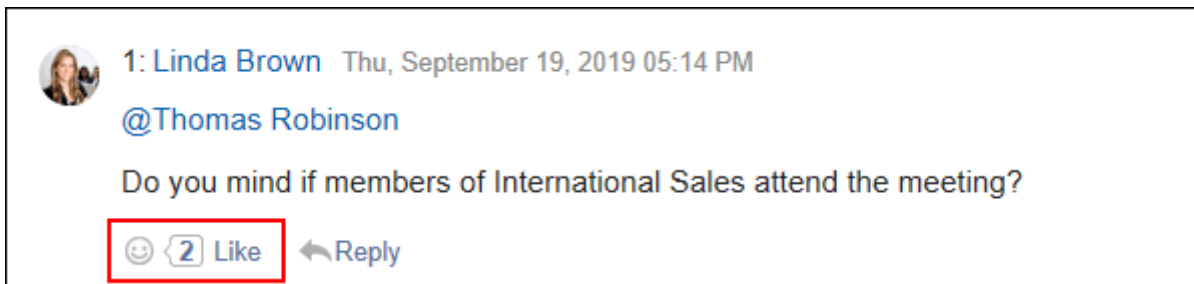 1: Linda Brown Thu, September 19, 2019 05:14 PM
@Thomas Robinson
Do you mind if members of International Sales attend the meeting?
2 Like Reply